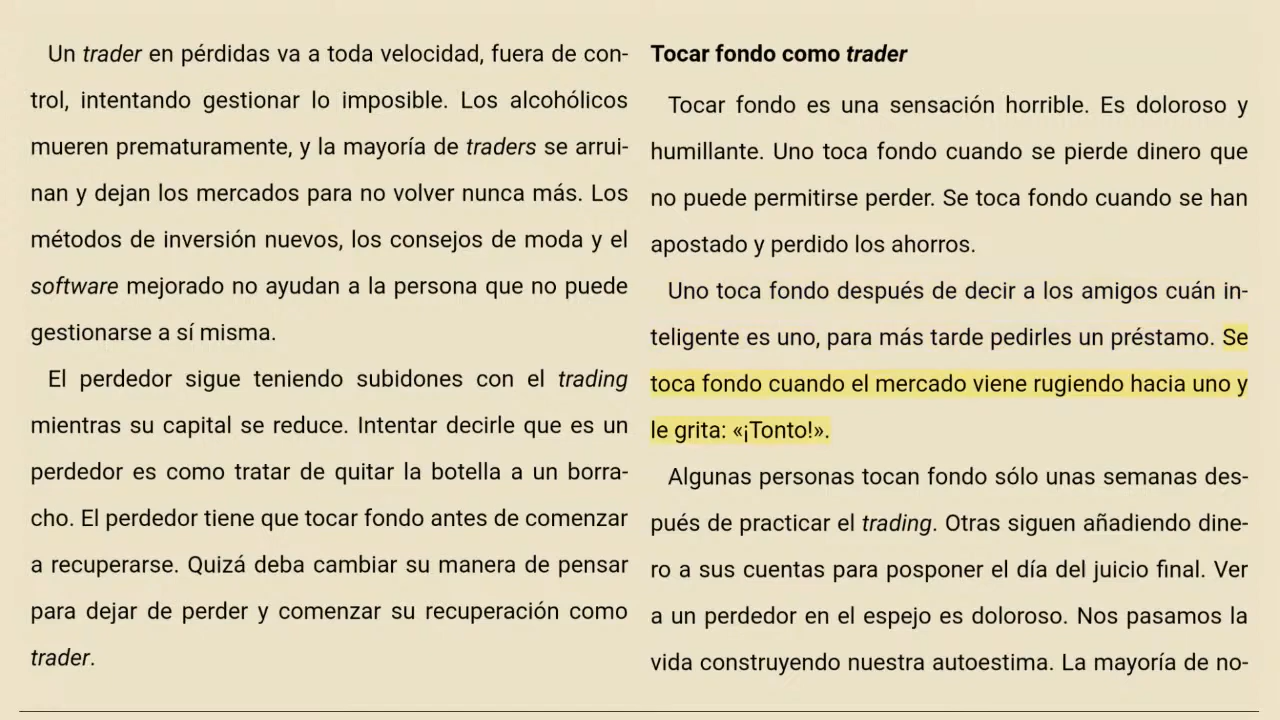 Un trader en pérdidas va a toda velocidad, fuera de con-
trol, intentando gestionar lo imposible. Los alcohólicos
mueren prematuramente, y la mayoría de traders se arrui-
nan y dejan los mercados para no volver nunca más. Los
métodos de inversión nuevos, los consejos de moda y el
software mejorado no ayudan a la persona que no puede
gestionarse a sí misma.
El perdedor sigue teniendo subidones con el trading
mientras su capital se reduce. Intentar decirle que es un
perdedor es como tratar de quitar la botella a un borra-
cho. El perdedor tiene que tocar fondo antes de comenzar
a recuperarse. Quizá deba cambiar su manera de pensar
para dejar de perder y comenzar su recuperación como
trader.
Tocar fondo como trader
Tocar fondo es una sensación horrible. Es doloroso y
humillante. Uno toca fondo cuando se pierde dinero que
no puede permitirse perder. Se toca fondo cuando se han
apostado y perdido los ahorros.
Uno toca fondo después de decir a los amigos cuán in-
teligente es uno, para más tarde pedirles un préstamo. Se
toca fondo cuando el mercado viene rugiendo hacia uno y
le grita: «¡Tonto!».
Algunas personas tocan fondo sólo unas semanas des-
pués de practicar el trading. Otras siguen añadiendo dine-
ro a sus cuentas para posponer el día del juicio final. Ver
a un perdedor en el espejo es doloroso. Nos pasamos la
vida construyendo nuestra autoestima. La mayoría de no-